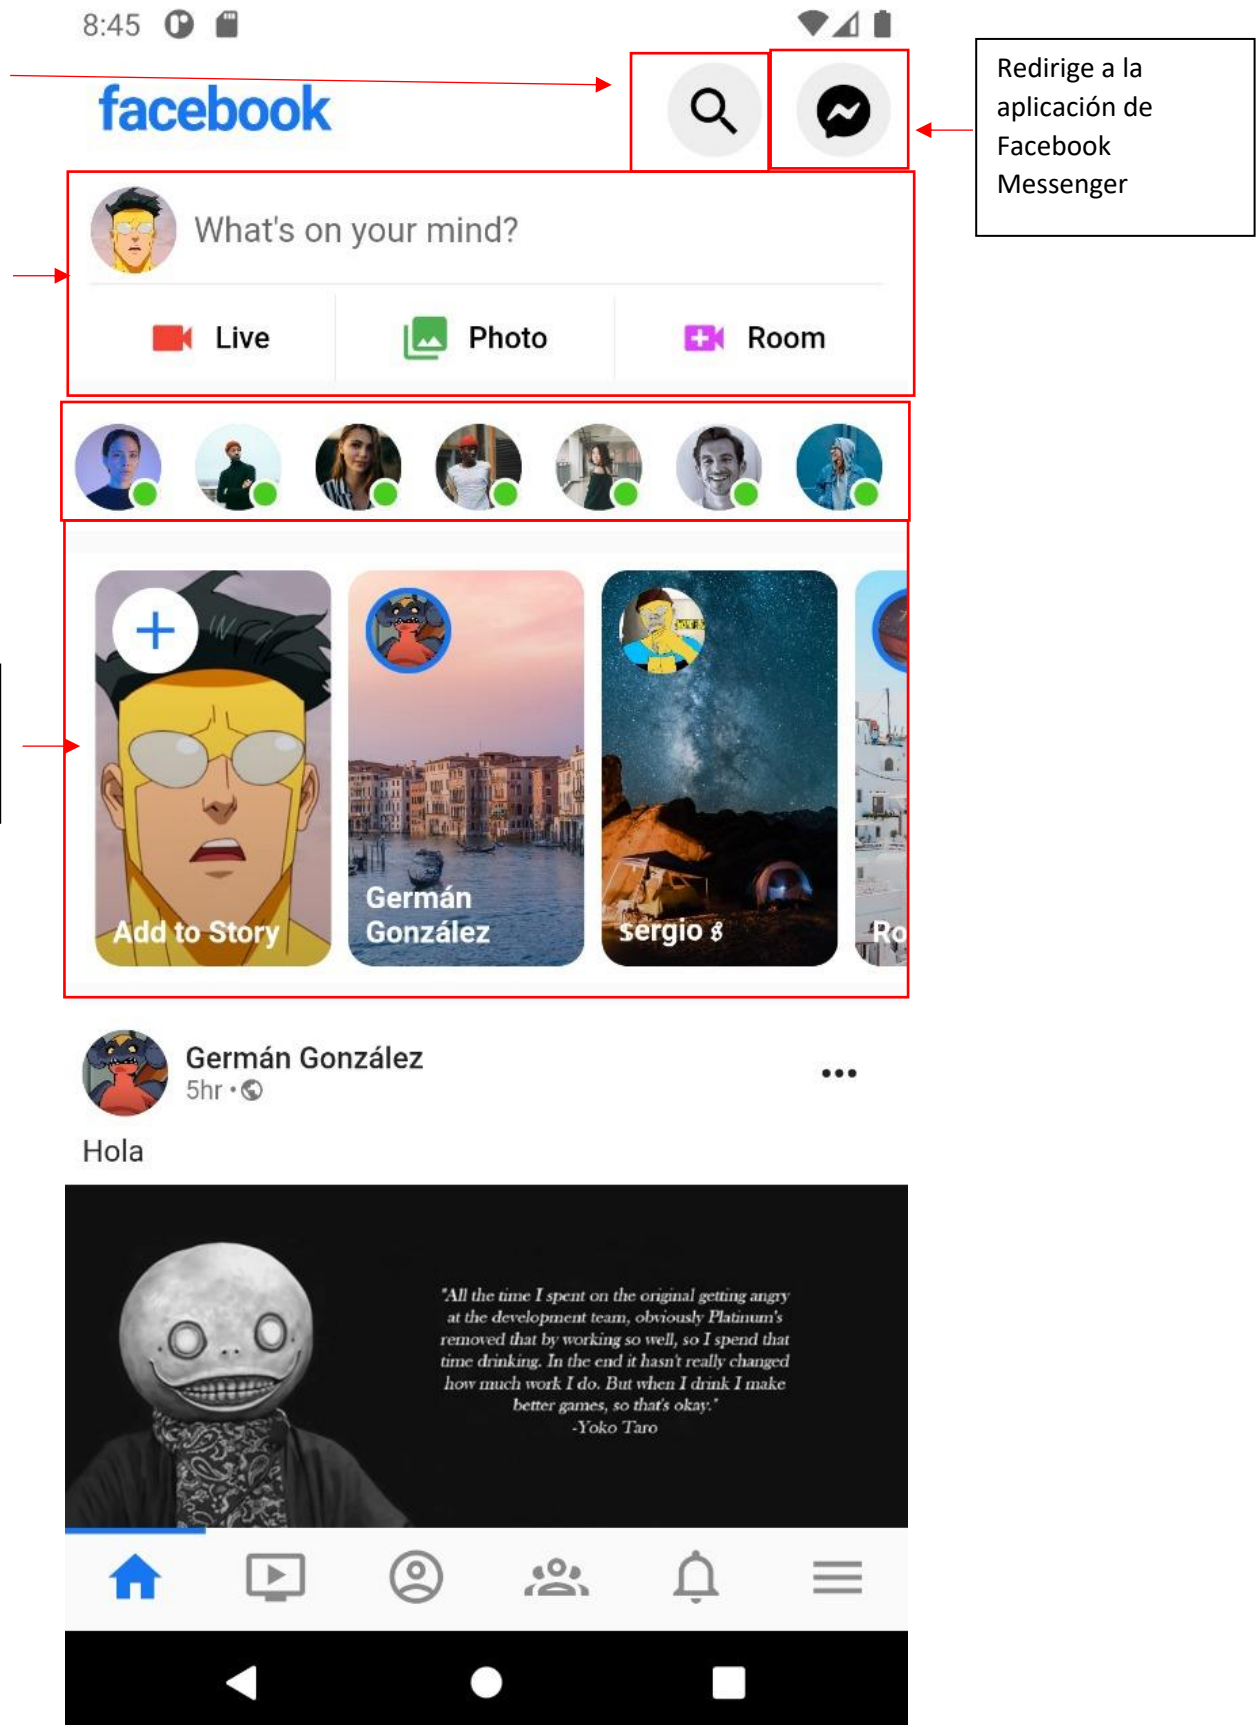 8:45
facebook
Redirige a la
aplicación de
Facebook
Messenger
What's on your mind?
Live
Photo
Room
Add to Story
Germán
González
sergio
Ro
Germán González
5hr •
Hola
"All the time I spent on the original getting angry
at the development team, obviously Platinum's
removed that by working so well, so I spend that
time drinking. In the end it hasn't really changed
how much work I do. But when I drink I make
better games, so that's okay."
-Yoko Taro